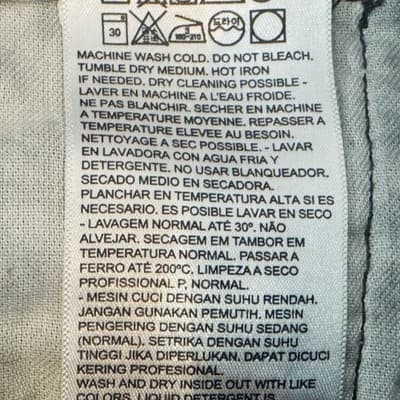 30
180-210
드라이
MACHINE WASH COLD. DO NOT BLEACH.
TUMBLE DRY MEDIUM. HOT IRON
IF NEEDED. DRY CLEANING POSSIBLE -
LAVER EN MACHINE A L'EAU FROIDE.
NE PAS BLANCHIR. SECHER EN MACHINE
A TEMPERATURE MOYENNE. REPASSER A
TEMPERATURE ELEVEE AU BESOIN.
NETTOYAGE A SEC POSSIBLE. - LAVAR
EN LAVADORA CON AGUA FRIA Y
DETERGENTE. NO USAR BLANQUEADOR.
SECADO MEDIO EN SECADORA.
PLANCHAR EN TEMPERATURA ALTA SI ES
NECESARIO. ES POSIBLE LAVAR EN SECO
- LAVAGEM NORMAL ATÉ 30º. NÃO
ALVEJAR. SECAGEM EM TAMBOR EM
TEMPERATURA NORMAL. PASSAR A
FERRO ATÉ 200ºC. LIMPEZA A SECO
PROFISSIONAL P, NORMAL.
- MESIN CUCI DENGAN SUHU RENDAH.
JANGAN GUNAKAN PEMUTIH. MESIN
PENGERING DENGAN SUHU SEDANG
(NORMAL). SETRIKA DENGAN SUHU
TINGGI JIKA DIPERLUKAN. DAPAT DICUCI
KERING PROFESIONAL.
WASH AND DRY INSIDE OUT WITH LIKE
COLORS. LIQUID DETERGENT IS